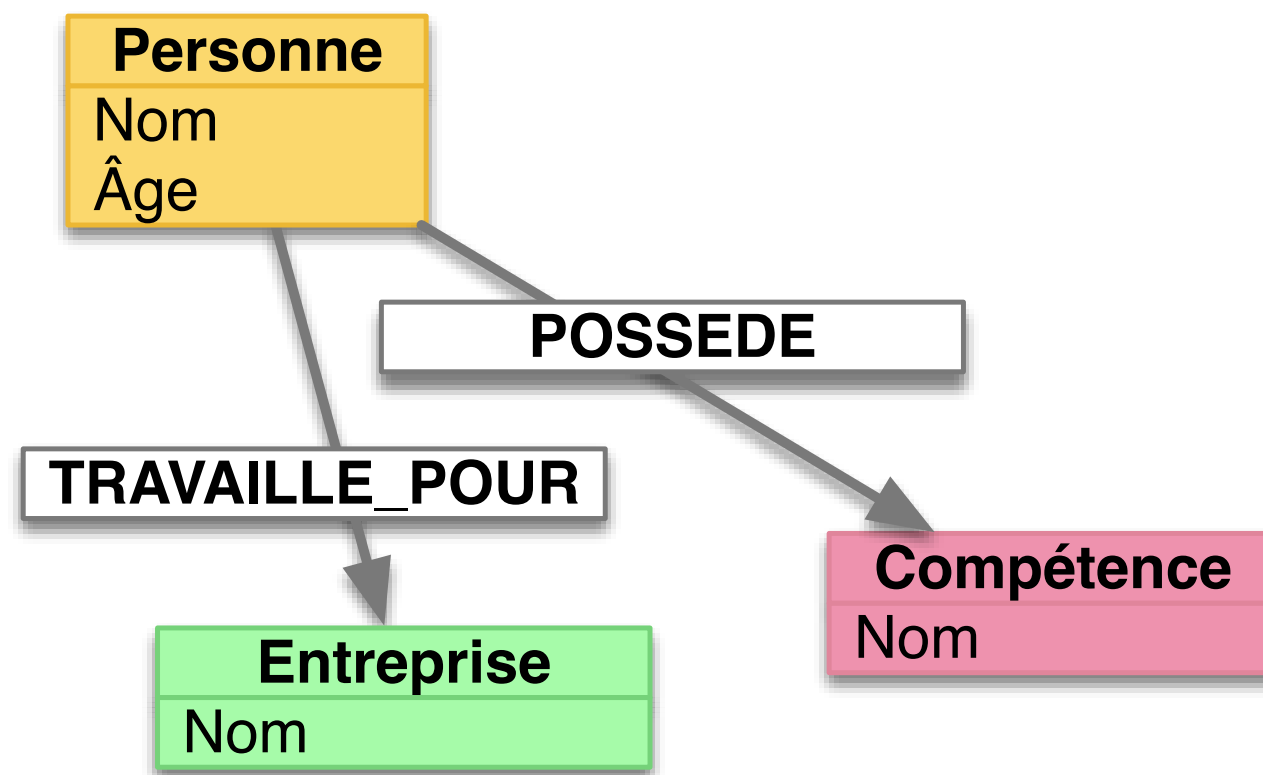 Personne
Nom
Âge
POSSEDE
TRAVAILLE_POUR
Compétence
Nom
Entreprise
Nom